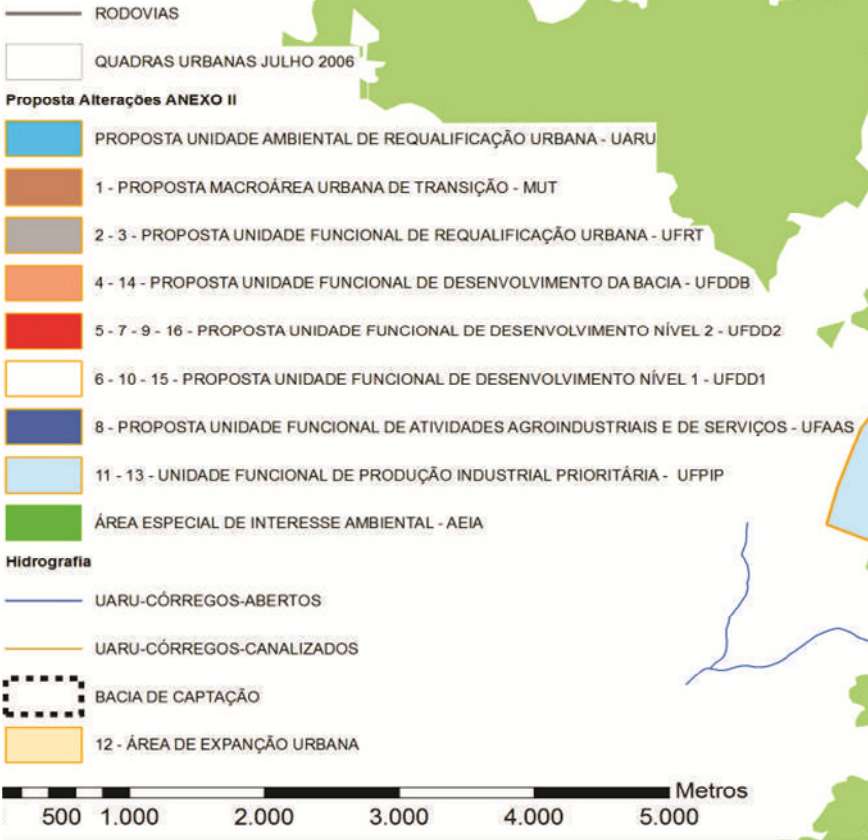 RODOVIAS
QUADRAS URBANAS JULHO 2006
Proposta Alterações ANEXO II
PROPOSTA UNIDADE AMBIENTAL DE REQUALIFICAÇÃO URBANA - UARU
1 - PROPOSTA MACROÁREA URBANA DE TRANSIÇÃO - MUT
2 - 3 - PROPOSTA UNIDADE FUNCIONAL DE REQUALIFICAÇÃO URBANA - UFRT
4 - 14 - PROPOSTA UNIDADE FUNCIONAL DE DESENVOLVIMENTO DA BACIA - UFDDB
5 - 7 - 9 - 16 - PROPOSTA UNIDADE FUNCIONAL DE DESENVOLVIMENTO NÍVEL 2 - UFDD2
6 - 10 - 15 - PROPOSTA UNIDADE FUNCIONAL DE DESENVOLVIMENTO NÍVEL 1 - UFDD1
8 - PROPOSTA UNIDADE FUNCIONAL DE ATIVIDADES AGROINDUSTRIAIS E DE SERVIÇOS - UFAAS
11 - 13 - UNIDADE FUNCIONAL DE PRODUÇÃO INDUSTRIAL PRIORITÁRIA - UFPIP
ÁREA ESPECIAL DE INTERESSE AMBIENTAL - AEIA
Hidrografia
UARU-CÓRREGOS-ABERTOS
UARU-CÓRREGOS-CANALIZADOS
BACIA DE CAPTAÇÃO
12 - ÁREA DE EXPANÇÃO URBANA
Metros
500 1.000 2.000 3.000 4.000 5.000